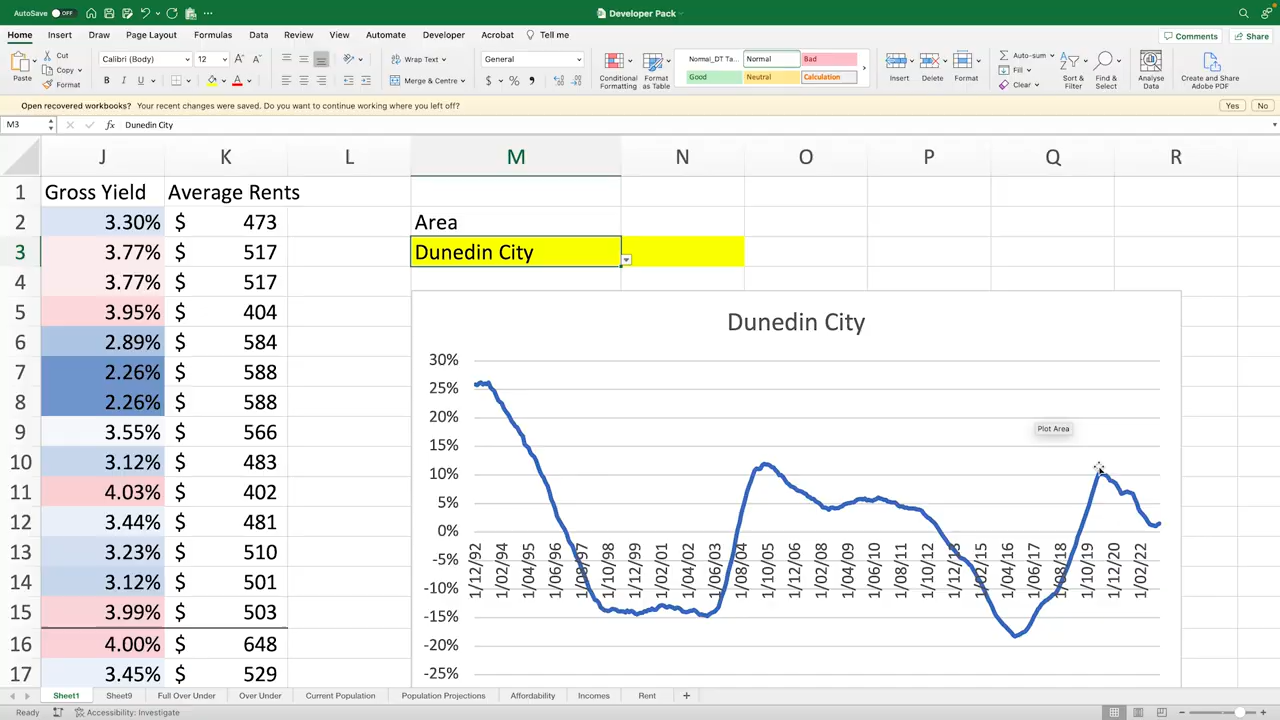 AutoSave OFF
Developer Pack
Home Insert Draw Page Layout Formulas Data Review View Automate Developer Acrobat Tell me
Comments Share
Paste
Cut
Copy
Format
Calibri (Body) 12
B I U
Wrap Text
Merge & Centre
General
Conditional Formatting
Format as Table
Normal_DT Ta... Normal Bad
Good Neutral Calculation
Insert Delete Format
Auto-sum
Fill
Clear
Sort & Filter
Find & Select
Analyse Data
Create and Share Adobe PDF
Open recovered workbooks? Your recent changes were saved. Do you want to continue working where you left off? Yes No
M3 fx Dunedin City
J K L M N O P Q R
1 Gross Yield Average Rents
2 3.30% $ 473 Area
3 3.77% $ 517 Dunedin City
4 3.77% $ 517
5 3.95% $ 404
6 2.89% $ 584
7 2.26% $ 588
8 2.26% $ 588
9 3.55% $ 566
10 3.12% $ 483
11 4.03% $ 402
12 3.44% $ 481
13 3.23% $ 510
14 3.12% $ 501
15 3.99% $ 503
16 4.00% $ 648
17 3.45% $ 529
Dunedin City
30%
25%
20%
15%
10%
5%
0%
-5%
-10%
-15%
-20%
-25%
Plot Area
1/12/92
1/02/94
1/04/95
1/06/96
1/08/97
1/10/98
1/12/99
1/02/01
1/04/02
1/06/03
1/08/04
1/10/05
1/12/06
1/02/08
1/04/09
1/06/10
1/08/11
1/10/12
1/12/13
1/02/15
1/04/16
1/06/17
1/08/18
1/10/19
1/12/20
1/02/22
Sheet1 Sheet9 Full Over Under Over Under Current Population Population Projections Affordability Incomes Rent +
Ready Accessibility: Investigate